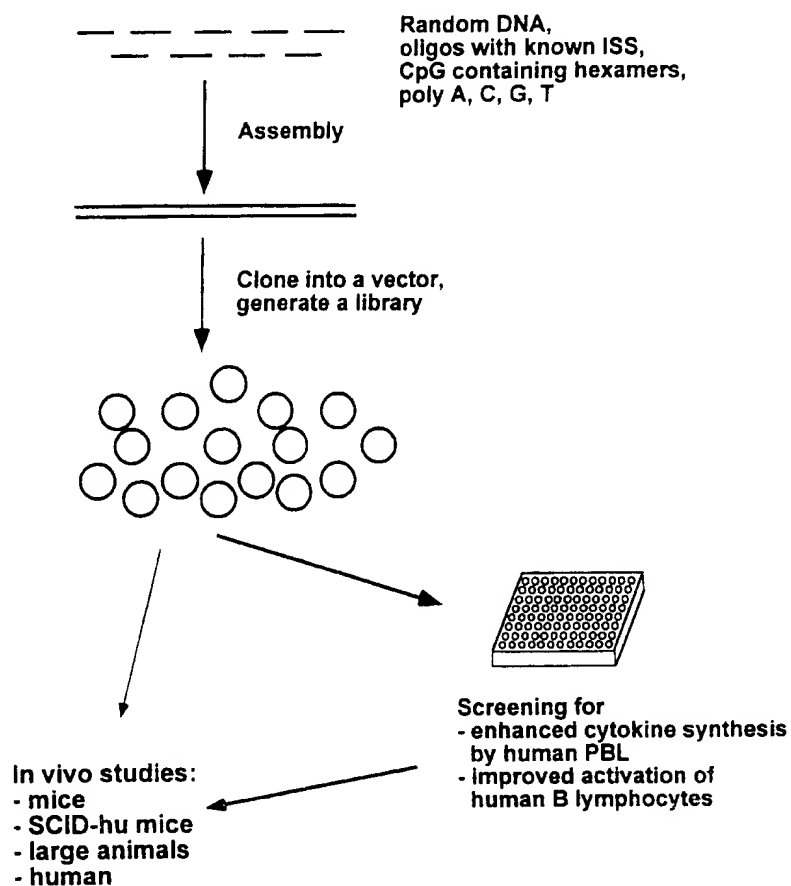 Random DNA,
oligos with known ISS,
CpG containing hexamers,
poly A, C, G, T
Assembly
Clone into a vector,
generate a library
Screening for
- enhanced cytokine synthesis
by human PBL
- improved activation of
human B lymphocytes
In vivo studies:
- mice
- SCID-hu mice
- large animals
- human